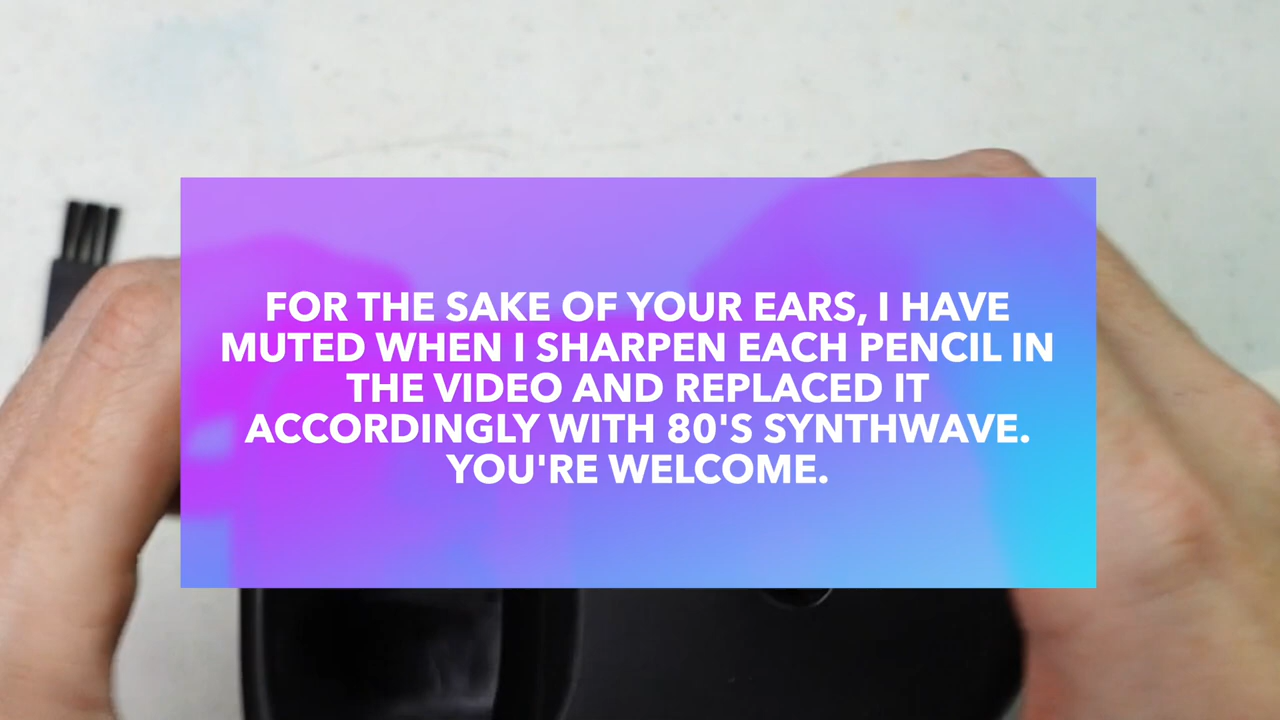 FOR THE SAKE OF YOUR EARS, I HAVE
MUTED WHEN I SHARPEN EACH PENCIL IN
THE VIDEO AND REPLACED IT
ACCORDINGLY WITH 80'S SYNTHWAVE.
YOU'RE WELCOME.